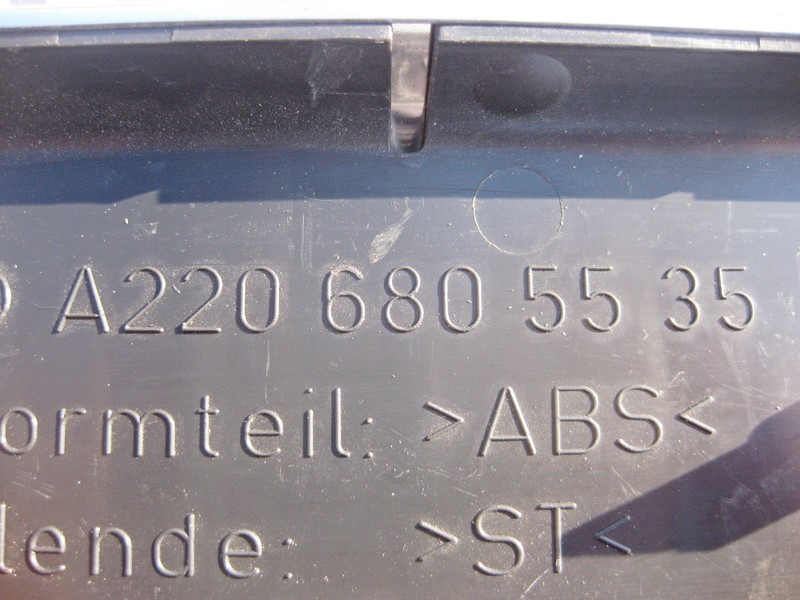 A220 680 55 35
ormteil: >ABS<
lende: >ST<